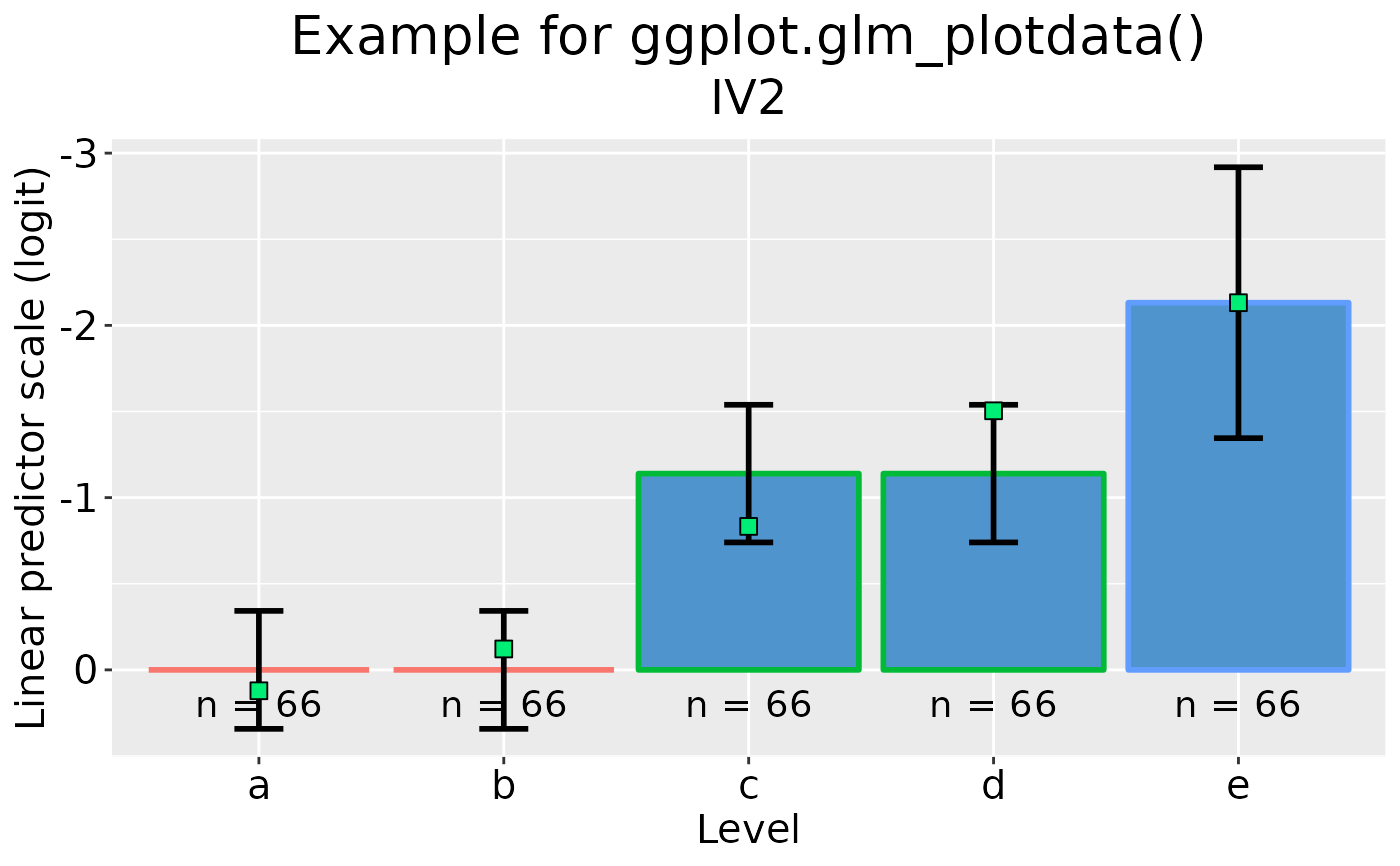 Example for ggplot.glm_plotdata()
IV2
Linear predictor scale (logit)
-3
-2
-1
0
n = 66
n = 66
n = 66
n = 66
n = 66
a
b
c
d
e
Level